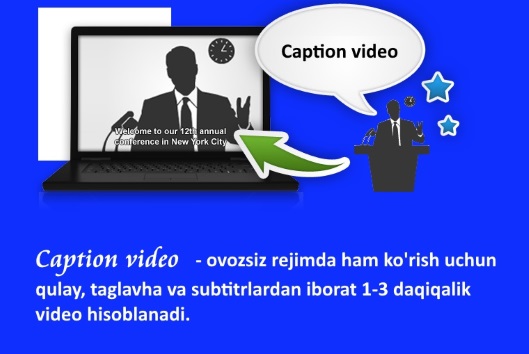 Caption video
Welcome to our 12th annual
conference in New York City
Caption video - ovozsiz rejimda ham ko'rish uchun
qulay, taglavha va subtitrlardan iborat 1-3 daqiqalik
video hisoblanadi.